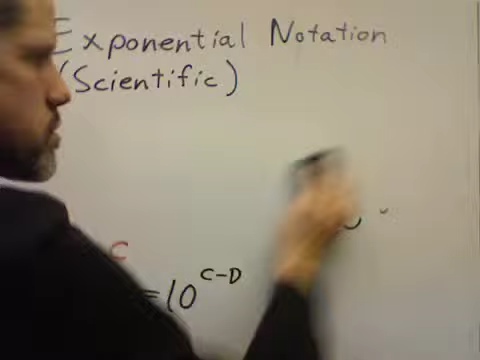 Exponential Notation
(Scientific)
C
=10^(C-D)